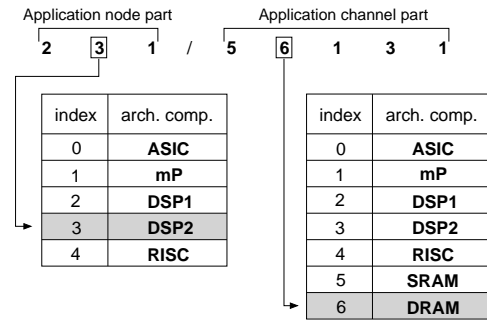 Application node part Application channel part
2 3 1 / 5 6 1 3 1
index arch. comp.
0 ASIC
1 mP
2 DSP1
3 DSP2
4 RISC
index arch. comp.
0 ASIC
1 mP
2 DSP1
3 DSP2
4 RISC
5 SRAM
6 DRAM